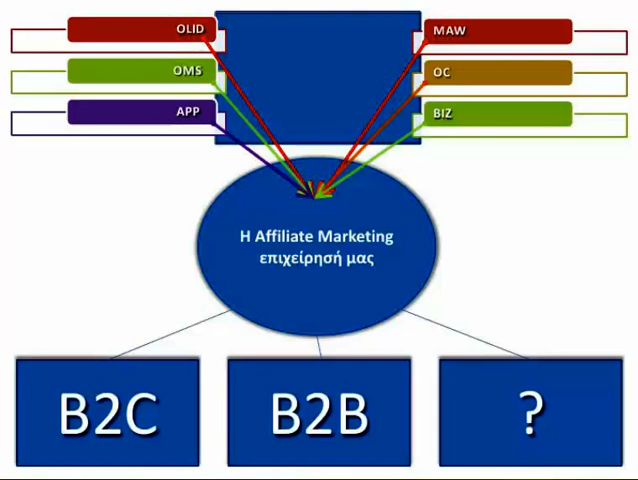 OLID
MAW
OMS
OC
APP
BIZ
Η Affiliate Marketing
επιχείρησή μας
B2C
B2B
?